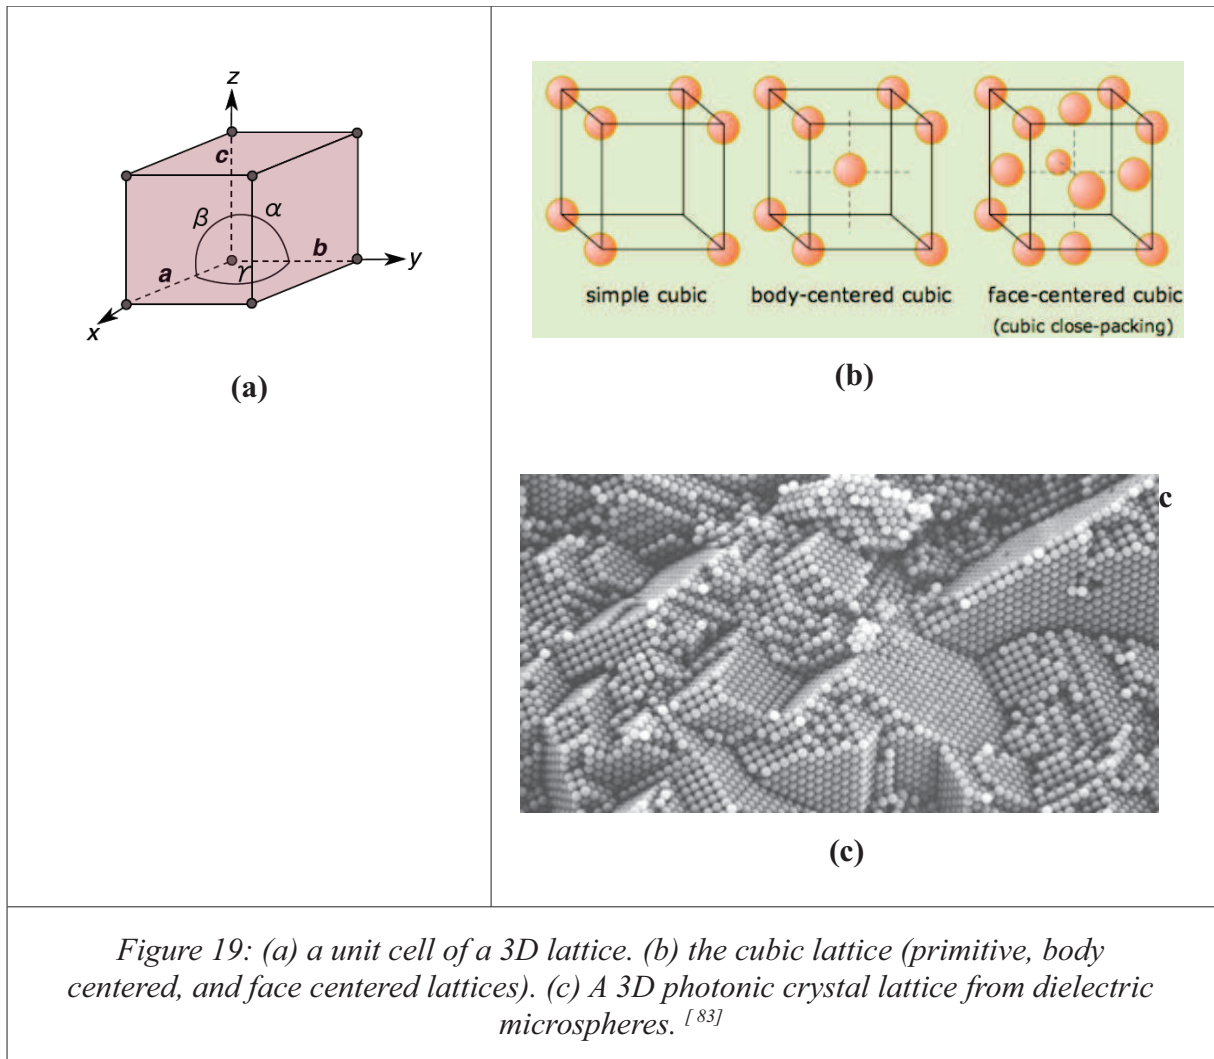 z
c
β
α
a
γ
b
y
x
(a)
simple cubic
body-centered cubic
face-centered cubic
(cubic close-packing)
(b)
c
(c)
Figure 19: (a) a unit cell of a 3D lattice. (b) the cubic lattice (primitive, body
centered, and face centered lattices). (c) A 3D photonic crystal lattice from dielectric
microspheres. [ 83]